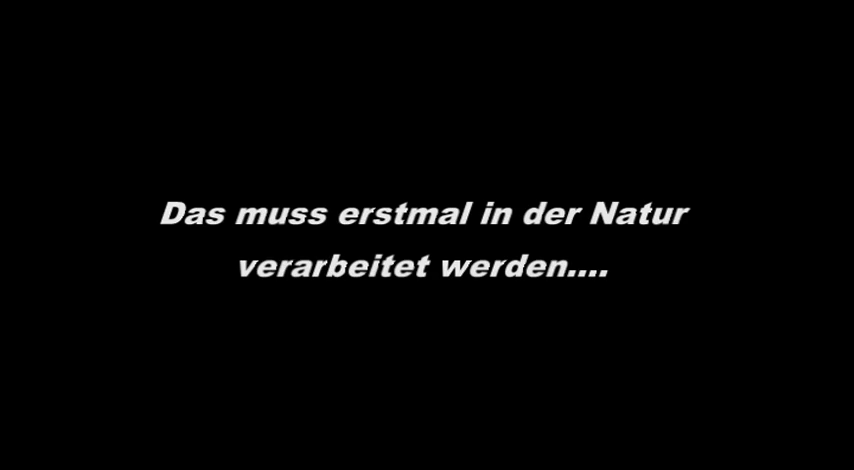 Das muss erstmal in der Natur
verarbeitet werden....